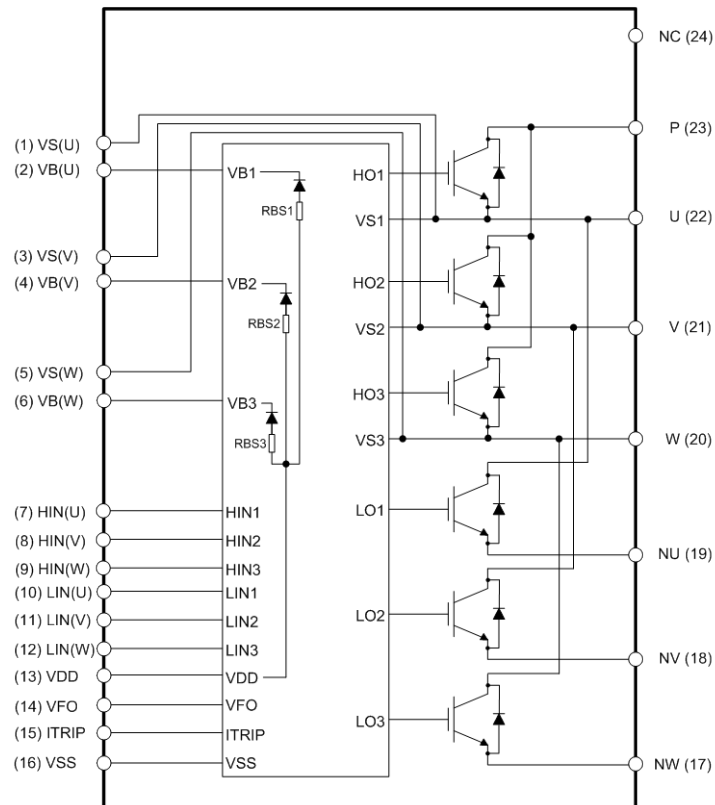 NC (24)
P (23)
(1) VS(U)
(2) VB(U)
VB1
HO1
RBS1
VS1
U (22)
(3) VS(V)
(4) VB(V)
VB2
HO2
RBS2
VS2
V (21)
(5) VS(W)
(6) VB(W)
VB3
HO3
RBS3
VS3
W (20)
(7) HIN(U)
HIN1
LO1
(8) HIN(V)
HIN2
NU (19)
(9) HIN(W)
HIN3
(10) LIN(U)
LIN1
(11) LIN(V)
LIN2
LO2
(12) LIN(W)
LIN3
NV (18)
(13) VDD
VDD
(14) VFO
VFO
LO3
(15) ITRIP
ITRIP
(16) VSS
VSS
NW (17)